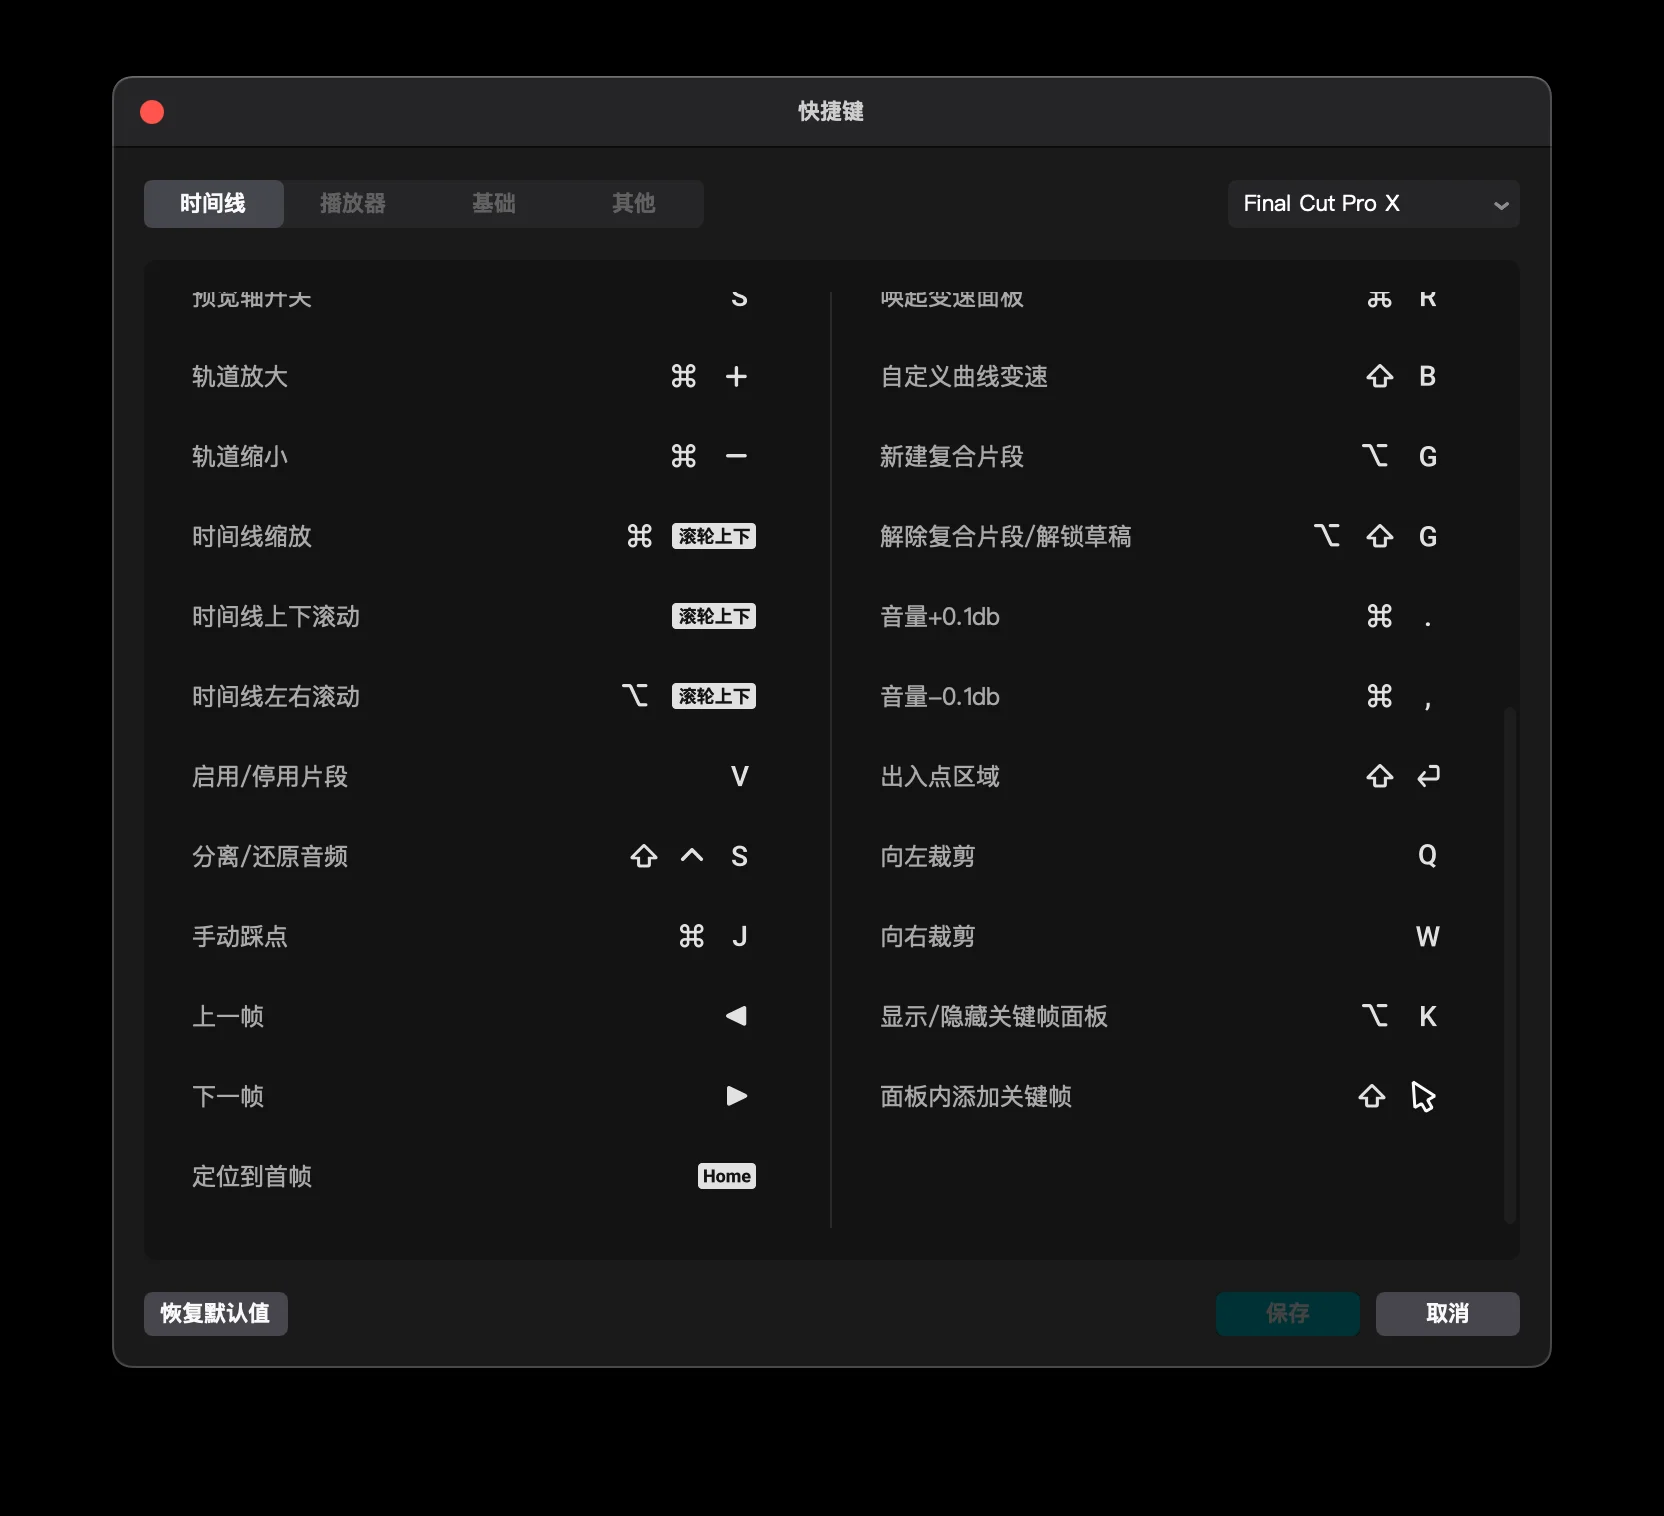 快捷键
时间线 播放器 基础 其他
Final Cut Pro X
预览轴开关 S
轨道放大 ⌘ +
轨道缩小 ⌘ −
时间线缩放 ⌘ 滚轮上下
时间线上下滚动 滚轮上下
时间线左右滚动 ⌥ 滚轮上下
启用/停用片段 V
分离/还原音频 ⇧ ^ S
手动踩点 ⌘ J
上一帧 ◀
下一帧 ▶
定位到首帧 Home
唤起变速面板 ⌘ R
自定义曲线变速 ⇧ B
新建复合片段 ⌥ G
解除复合片段/解锁草稿 ⌥ ⇧ G
音量+0.1db ⌘ .
音量-0.1db ⌘ ,
出入点区域 ⇧ ↩
向左裁剪 Q
向右裁剪 W
显示/隐藏关键帧面板 ⌥ K
面板内添加关键帧 ⇧
恢复默认值
保存 取消